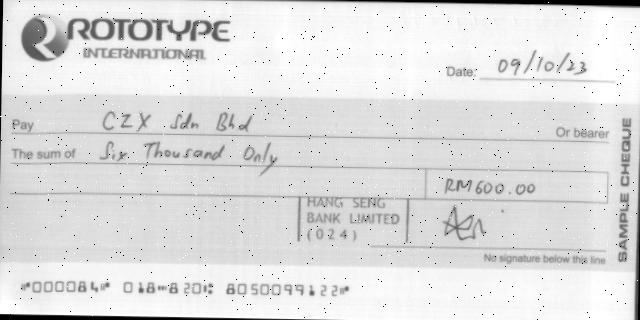 ROTOTYPE
INTERNATIONAL
Date: 09/10/23
Pay CZX Sdn Bhd Or bearer
The sum of Six Thousand Only
RM600.00
HANG SENG
BANK LIMITED
(024)
No signature below this line
SAMPLE CHEQUE
⑈000084⑈ 018⑉820⑆ 8050099122⑈